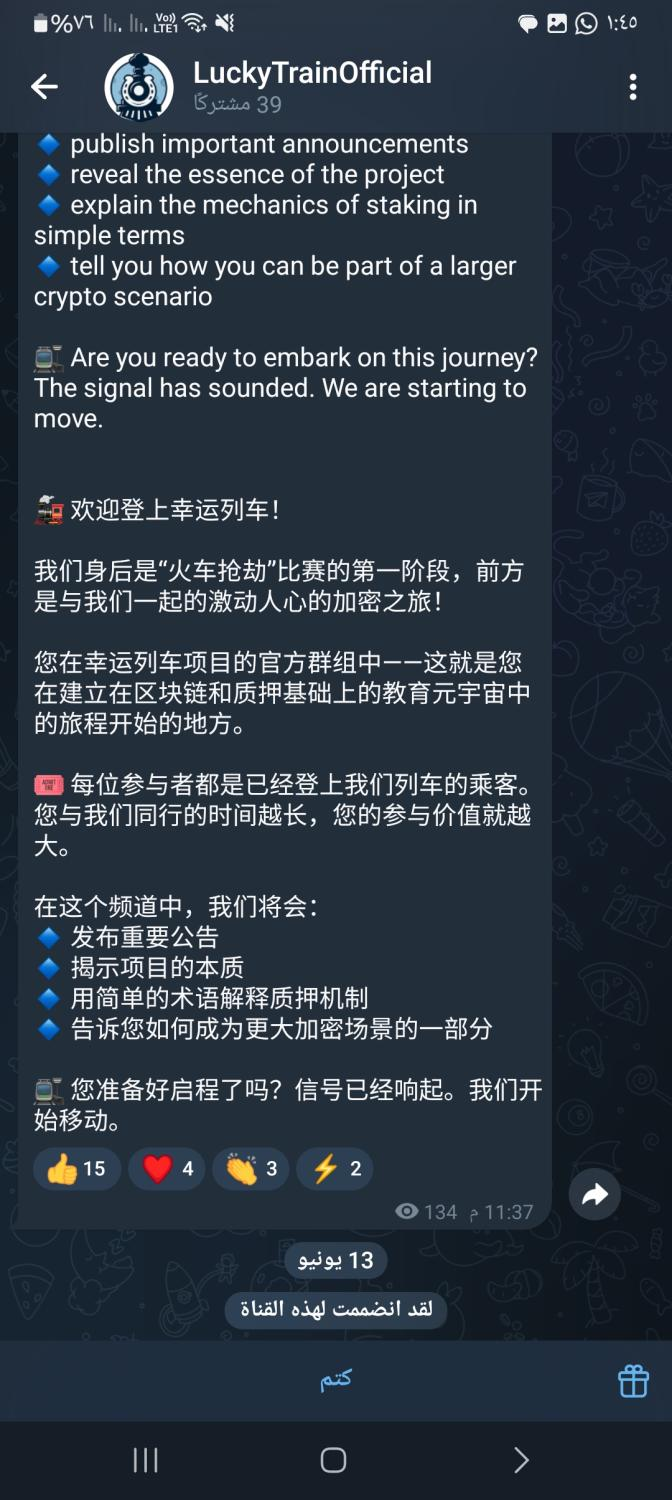 %٧٦ Vo)) LTE1 ١:٤٥
LuckyTrainOfficial
39 مشتركًا
🔷 publish important announcements
🔷 reveal the essence of the project
🔷 explain the mechanics of staking in
simple terms
🔷 tell you how you can be part of a larger
crypto scenario
🚈 Are you ready to embark on this journey?
The signal has sounded. We are starting to
move.
🚂 欢迎登上幸运列车！
我们身后是“火车抢劫”比赛的第一阶段，前方
是与我们一起的激动人心的加密之旅！
您在幸运列车项目的官方群组中——这就是您
在建立在区块链和质押基础上的教育元宇宙中
的旅程开始的地方。
🎟 每位参与者都是已经登上我们列车的乘客。
您与我们同行的时间越长，您的参与价值就越
大。
在这个频道中，我们将会：
🔷 发布重要公告
🔷 揭示项目的本质
🔷 用简单的术语解释质押机制
🔷 告诉您如何成为更大加密场景的一部分
🚈 您准备好启程了吗？信号已经响起。我们开
始移动。
👍 15 ❤️ 4 👏 3 ⚡ 2
134 11:37 م
13 يونيو
لقد انضممت لهذه القناة
كتم